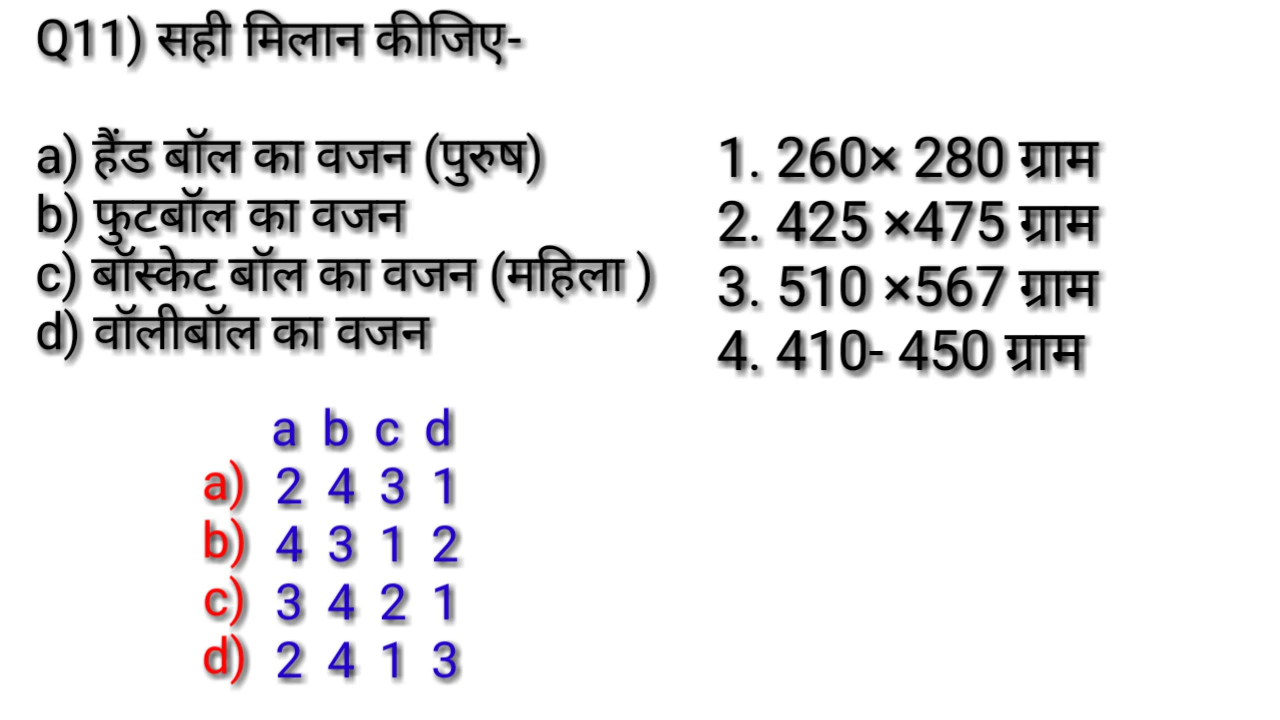 Q11) सही मिलान कीजिए-
a) हैंड बॉल का वजन (पुरुष)
b) फुटबॉल का वजन
c) बॉस्केट बॉल का वजन (महिला )
d) वॉलीबॉल का वजन
1. 260× 280 ग्राम
2. 425 ×475 ग्राम
3. 510 ×567 ग्राम
4. 410- 450 ग्राम
a b c d
a) 2 4 3 1
b) 4 3 1 2
c) 3 4 2 1
d) 2 4 1 3